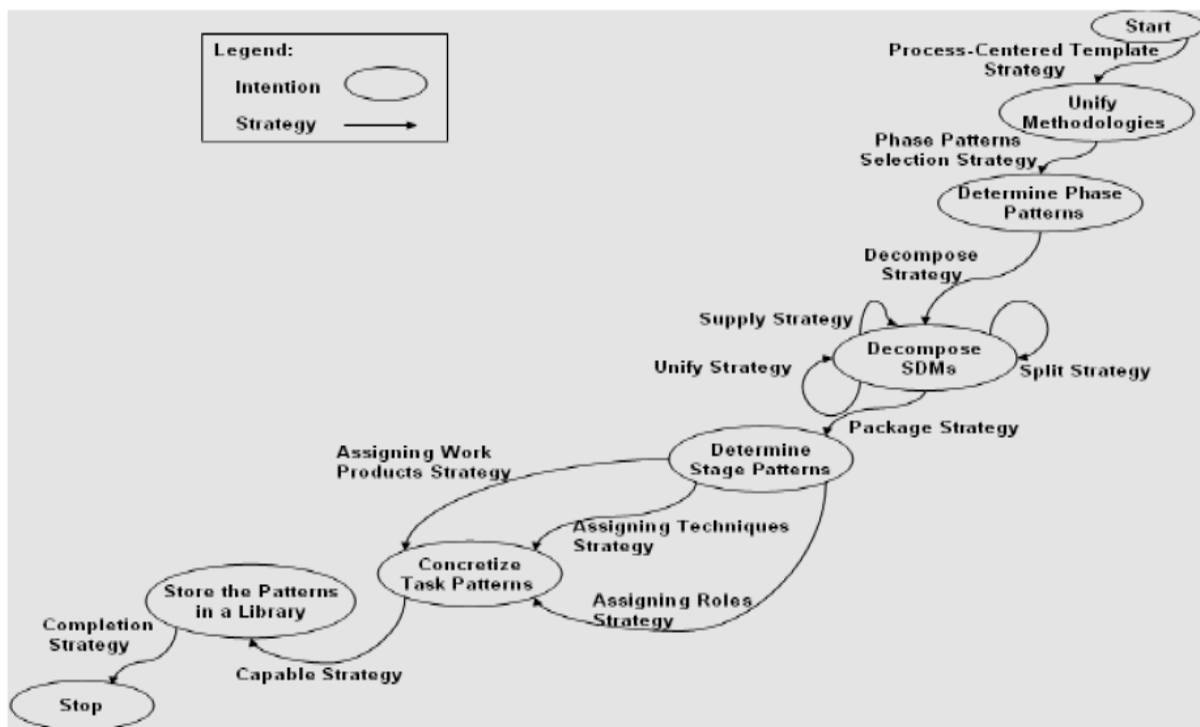 Legend:
Intention
Strategy
Start
Process-Centered Template
Strategy
Unify
Methodologies
Phase Patterns
Selection Strategy
Determine Phase
Patterns
Decompose
Strategy
Supply Strategy
Decompose
SDMs
Unify Strategy
Split Strategy
Package Strategy
Determine
Stage Patterns
Assigning Work
Products Strategy
Assigning Techniques
Strategy
Concretize
Task Patterns
Assigning Roles
Strategy
Store the Patterns
in a Library
Completion
Strategy
Capable Strategy
Stop